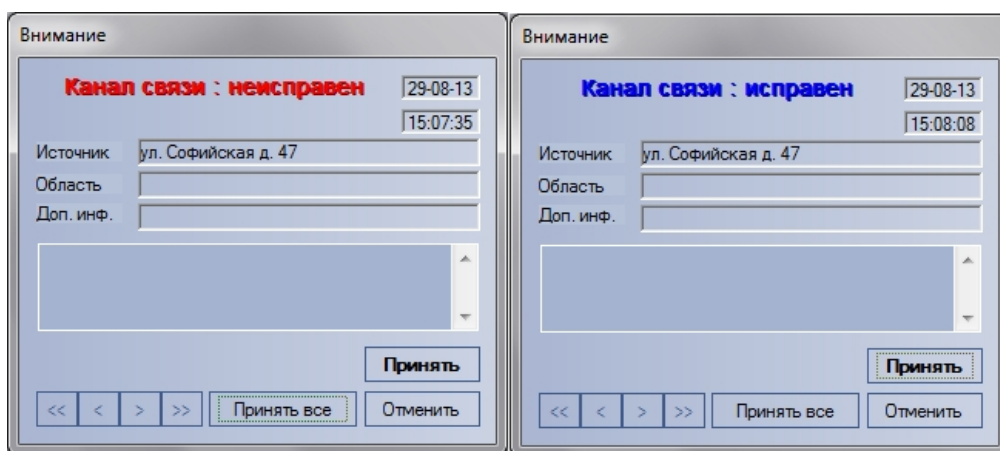 Внимание
Канал связи : неисправен
29-08-13
15:07:35
Источник ул. Софийская д. 47
Область
Доп. инф.
Принять
<< < > >> Принять все Отменить
Внимание
Канал связи : исправен
29-08-13
15:08:08
Источник ул. Софийская д. 47
Область
Доп. инф.
Принять
<< < > >> Принять все Отменить